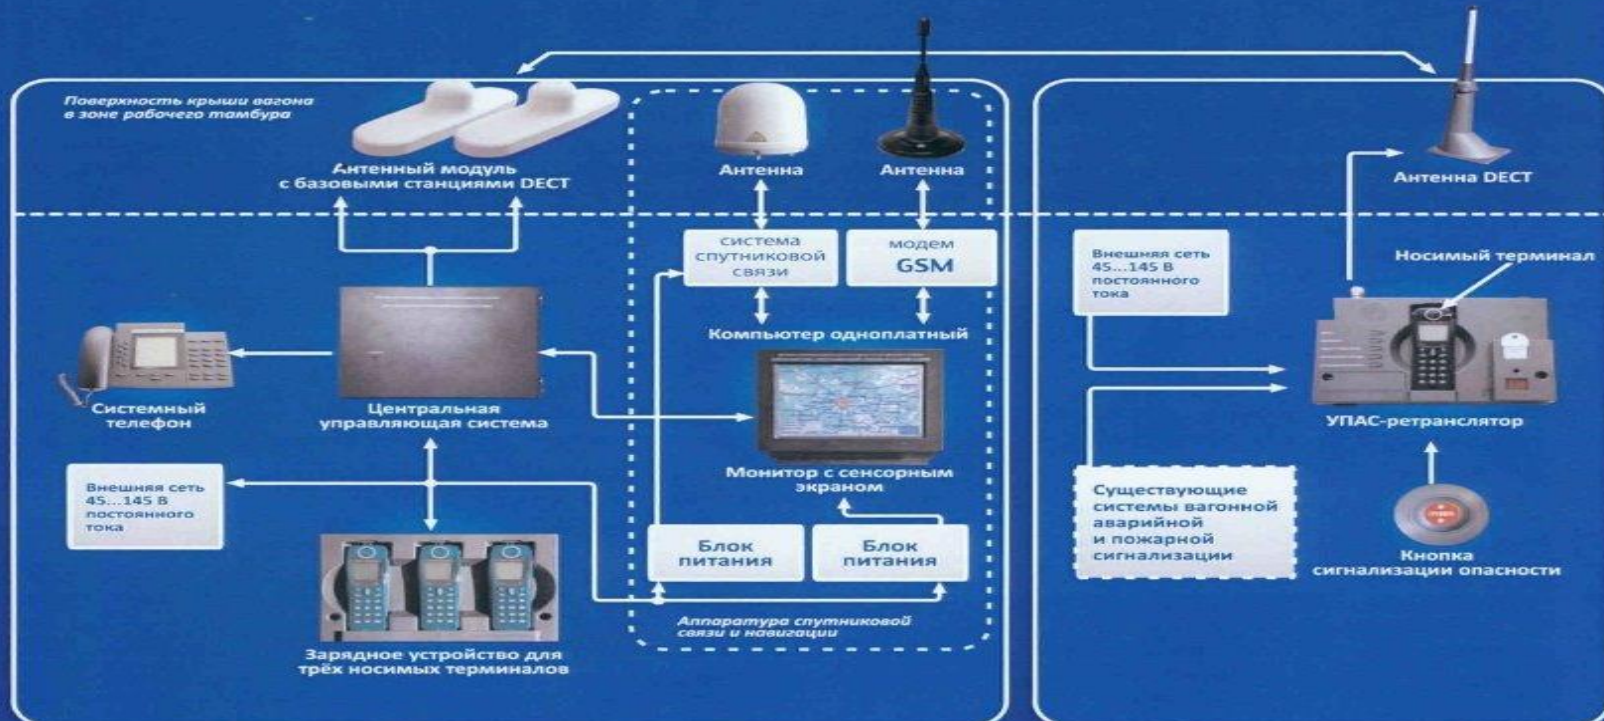 Поверхность крыши вагона
в зоне рабочего тамбура
Антенный модуль
с базовыми станциями DECT
Антенна
Антенна
Антенна DECT
система
спутниковой
связи
модем
GSM
Внешняя сеть
45...145 В
постоянного
тока
Носимый терминал
Компьютер одноплатный
Системный
телефон
Центральная
управляющая система
УПАС-ретранслятор
Монитор с сенсорным
экраном
Внешняя сеть
45...145 В
постоянного
тока
Существующие
системы вагонной
аварийной
и пожарной
сигнализации
Блок
питания
Блок
питания
Кнопка
сигнализации опасности
Аппаратура спутниковой
связи и навигации
Зарядное устройство для
трёх носимых терминалов